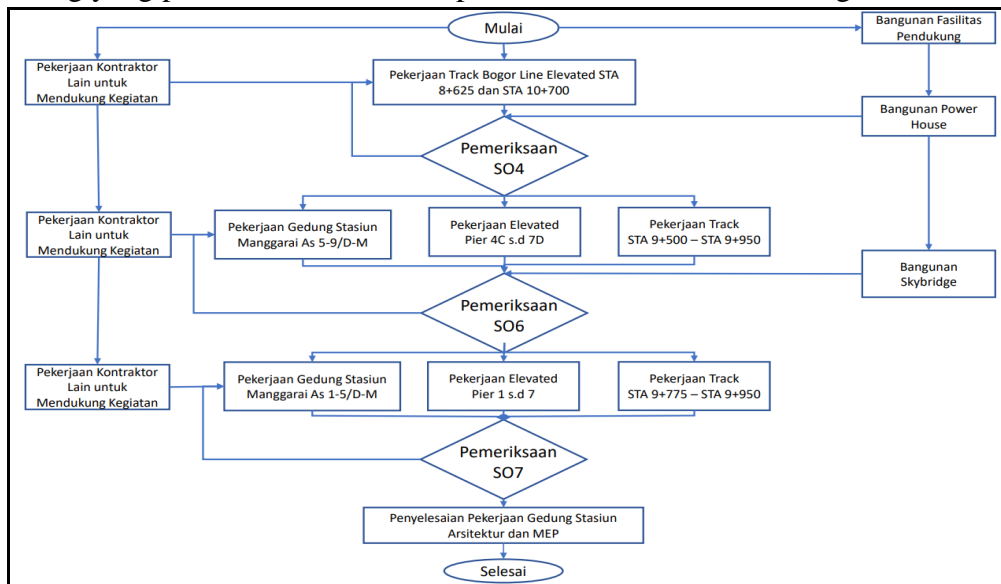 Mulai
Bangunan Fasilitas
Pendukung
Pekerjaan Kontraktor
Lain untuk
Mendukung Kegiatan
Pekerjaan Track Bogor Line Elevated STA
8+625 dan STA 10+700
Bangunan Power
House
Pemeriksaan
SO4
Pekerjaan Kontraktor
Lain untuk
Mendukung Kegiatan
Pekerjaan Gedung Stasiun
Manggarai As 5-9/D-M
Pekerjaan Elevated
Pier 4C s.d 7D
Pekerjaan Track
STA 9+500 – STA 9+950
Bangunan
Skybridge
Pemeriksaan
SO6
Pekerjaan Kontraktor
Lain untuk
Mendukung Kegiatan
Pekerjaan Gedung Stasiun
Manggarai As 1-5/D-M
Pekerjaan Elevated
Pier 1 s.d 7
Pekerjaan Track
STA 9+775 – STA 9+950
Pemeriksaan
SO7
Penyelesaian Pekerjaan Gedung Stasiun
Arsitektur dan MEP
Selesai